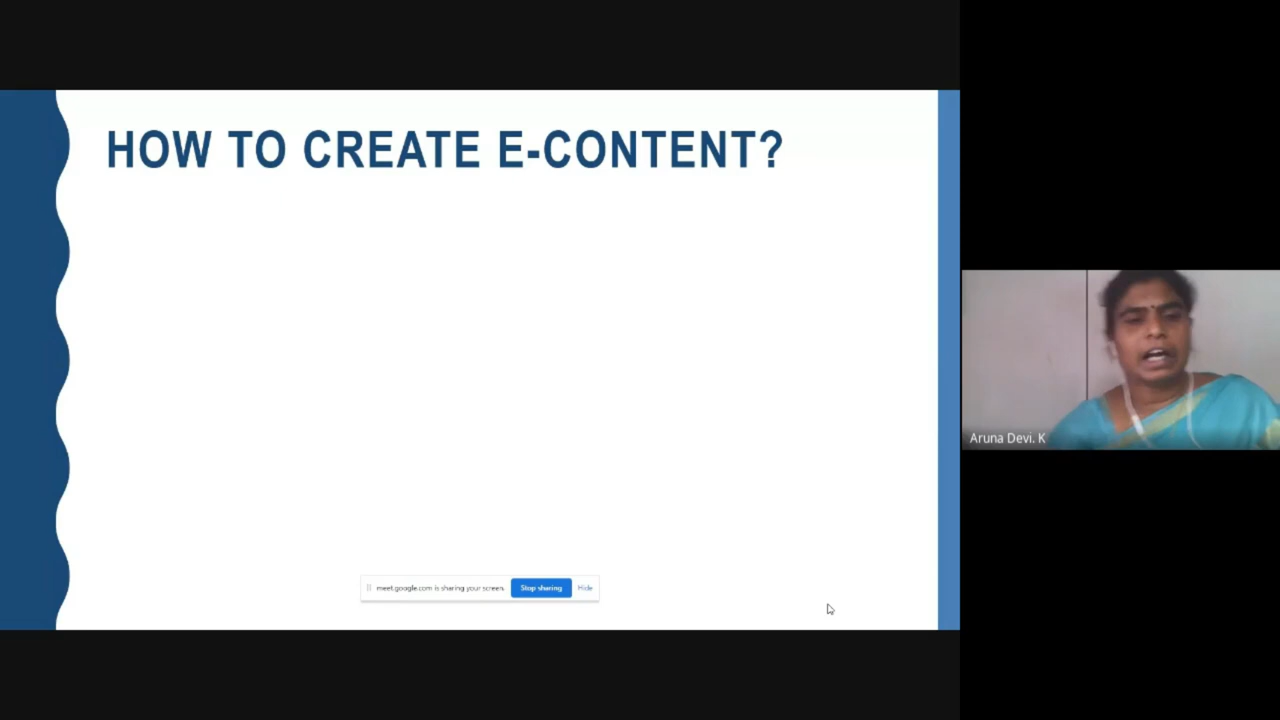 HOW TO CREATE E-CONTENT?
meet.google.com is sharing your screen.
Stop sharing
Hide
Aruna Devi. K